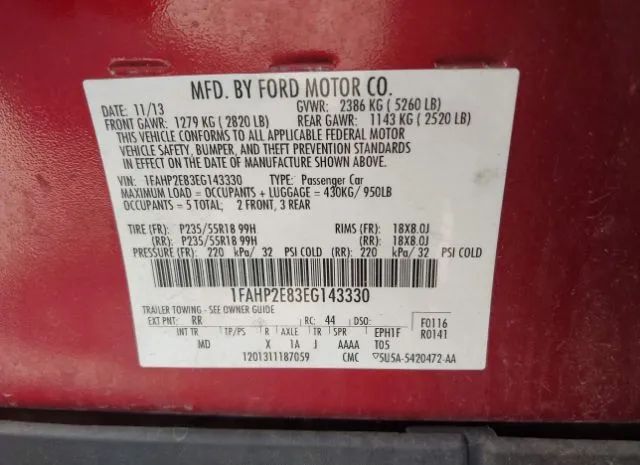 MFD. BY FORD MOTOR CO.
DATE: 11/13 GVWR: 2386 KG ( 5260 LB)
FRONT GAWR: 1279 KG ( 2820 LB) REAR GAWR: 1143 KG ( 2520 LB)
THIS VEHICLE CONFORMS TO ALL APPLICABLE FEDERAL MOTOR
VEHICLE SAFETY, BUMPER, AND THEFT PREVENTION STANDARDS
IN EFFECT ON THE DATE OF MANUFACTURE SHOWN ABOVE.
VIN: 1FAHP2E83EG143330 TYPE: Passenger Car
MAXIMUM LOAD = OCCUPANTS + LUGGAGE = 430KG/ 950LB
OCCUPANTS = 5 TOTAL: 2 FRONT, 3 REAR
TIRE (FR): P235/55R18 99H RIMS (FR): 18X8.0J
(RR): P235/55R18 99H (RR): 18X8.0J
PRESSURE (FR): 220 kPa/ 32 PSI COLD (RR): 220 kPa/ 32 PSI COLD
1FAHP2E83EG143330
TRAILER TOWING - SEE OWNER GUIDE
EXT PNT: RR RC: 44 DSO: F0116
INT TR TP/PS R AXLE TR SPR EPH1F R0141
MD X 1A J AAAA T05
1201311187059 CMC 5U5A-5420472-AA